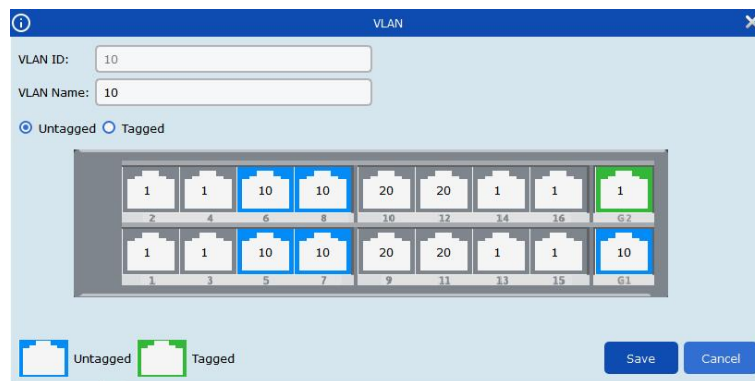 VLAN
VLAN ID: 10
VLAN Name: 10
Untagged Tagged
1 1 10 10 20 20 1 1 1
2 4 6 8 10 12 14 16 G2
1 1 10 10 20 20 1 1 10
1 3 5 7 9 11 13 15 G1
Untagged Tagged Save Cancel